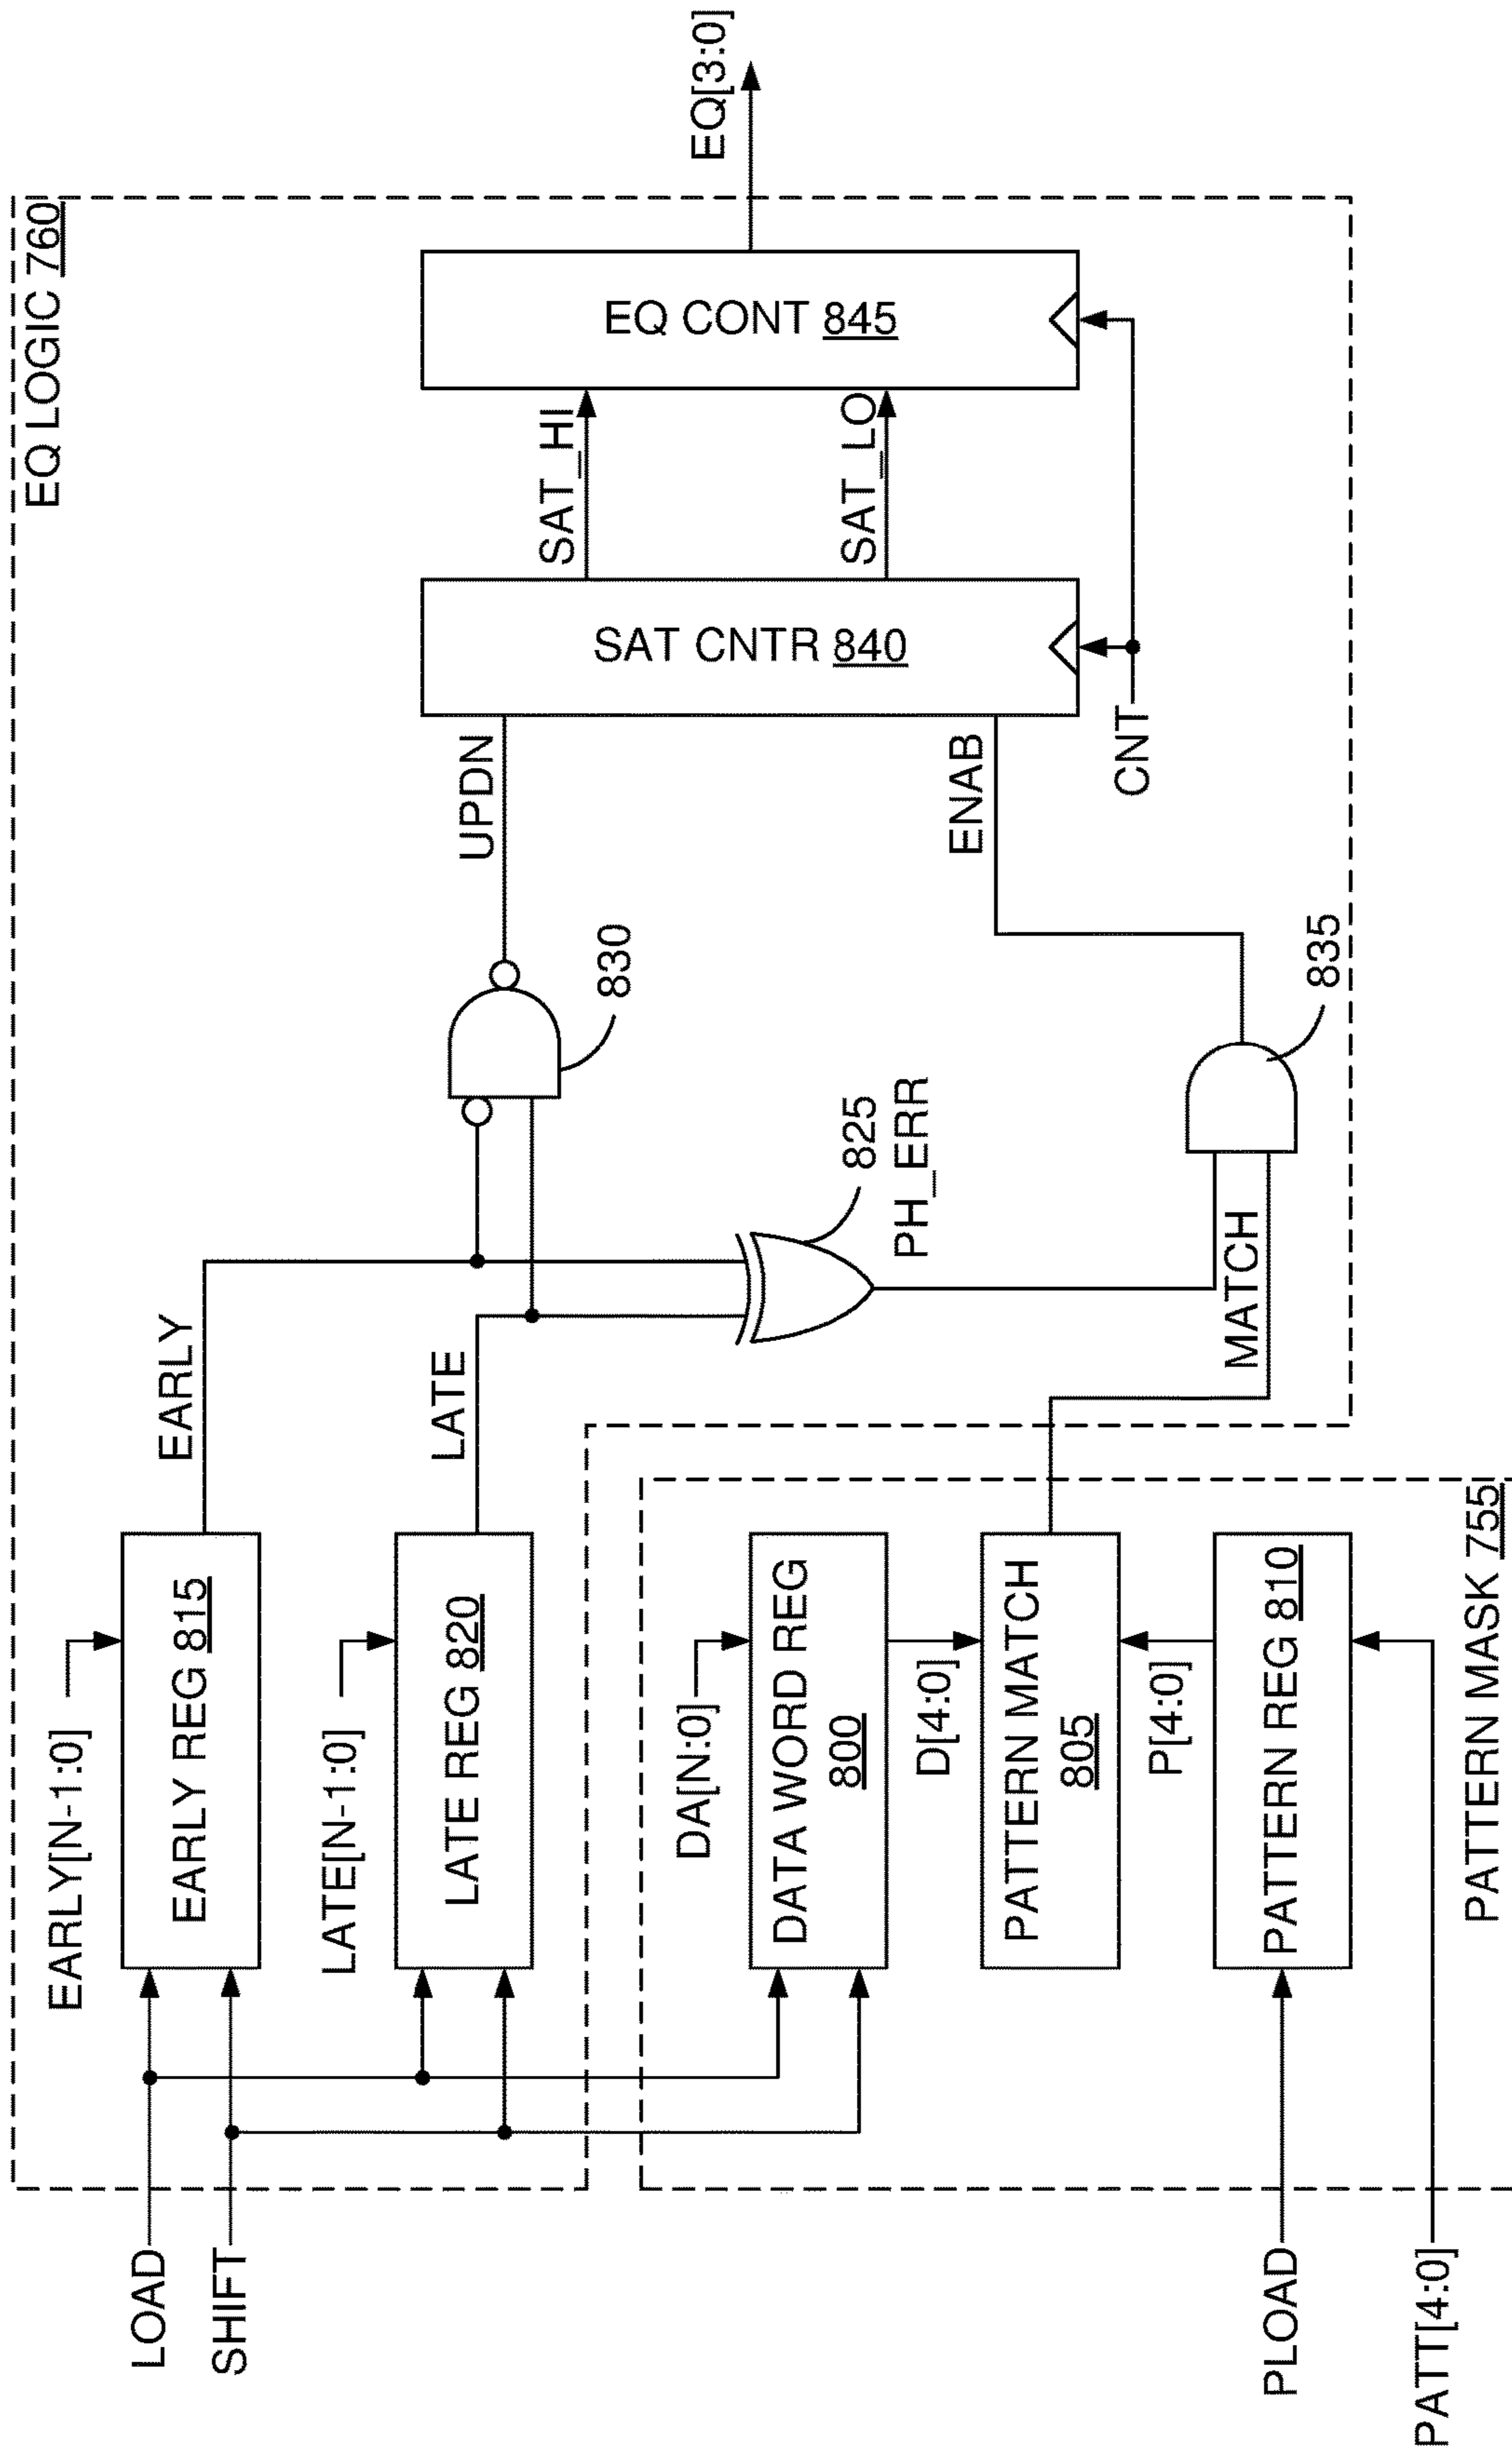 EQ LOGIC 760
EARLY[N-1:0]
LOAD
SHIFT
EARLY REG 815
EARLY
LATE[N-1:0]
LATE REG 820
LATE
830
UPDN
SAT CNTR 840
SAT_HI
SAT_LO
EQ CONT 845
EQ[3:0]
825
PH_ERR
DA[N:0]
DATA WORD REG
800
D[4:0]
PATTERN MATCH
805
MATCH
ENAB
CNT
835
P[4:0]
PATTERN REG 810
PLOAD
PATT[4:0]
PATTERN MASK 755